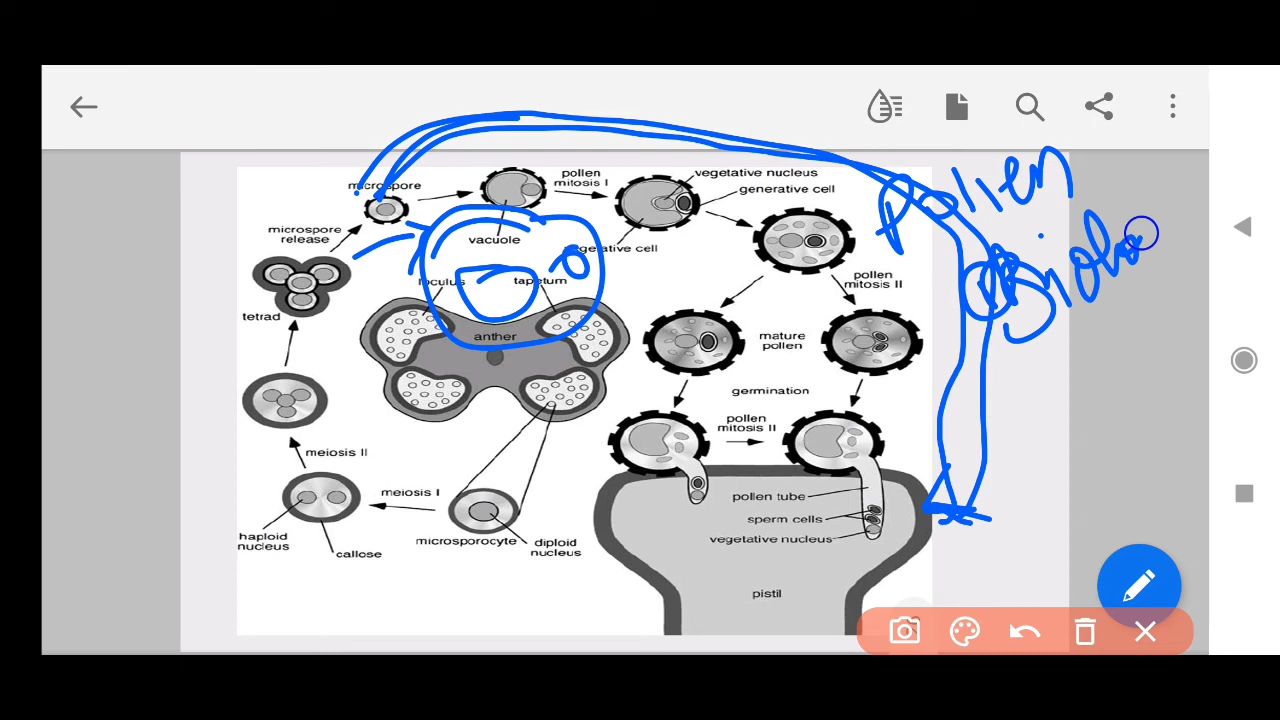 microspore
pollen
mitosis I
vegetative nucleus
generative cell
microspore
release
vacuole
vegetative cell
Pollen
loculus
tapetum
pollen
mitosis II
tetrad
anther
mature
pollen
germination
pollen
mitosis II
meiosis II
meiosis I
pollen tube
sperm cells
vegetative nucleus
haploid
nucleus
callose
microsporocyte
diploid
nucleus
pistil